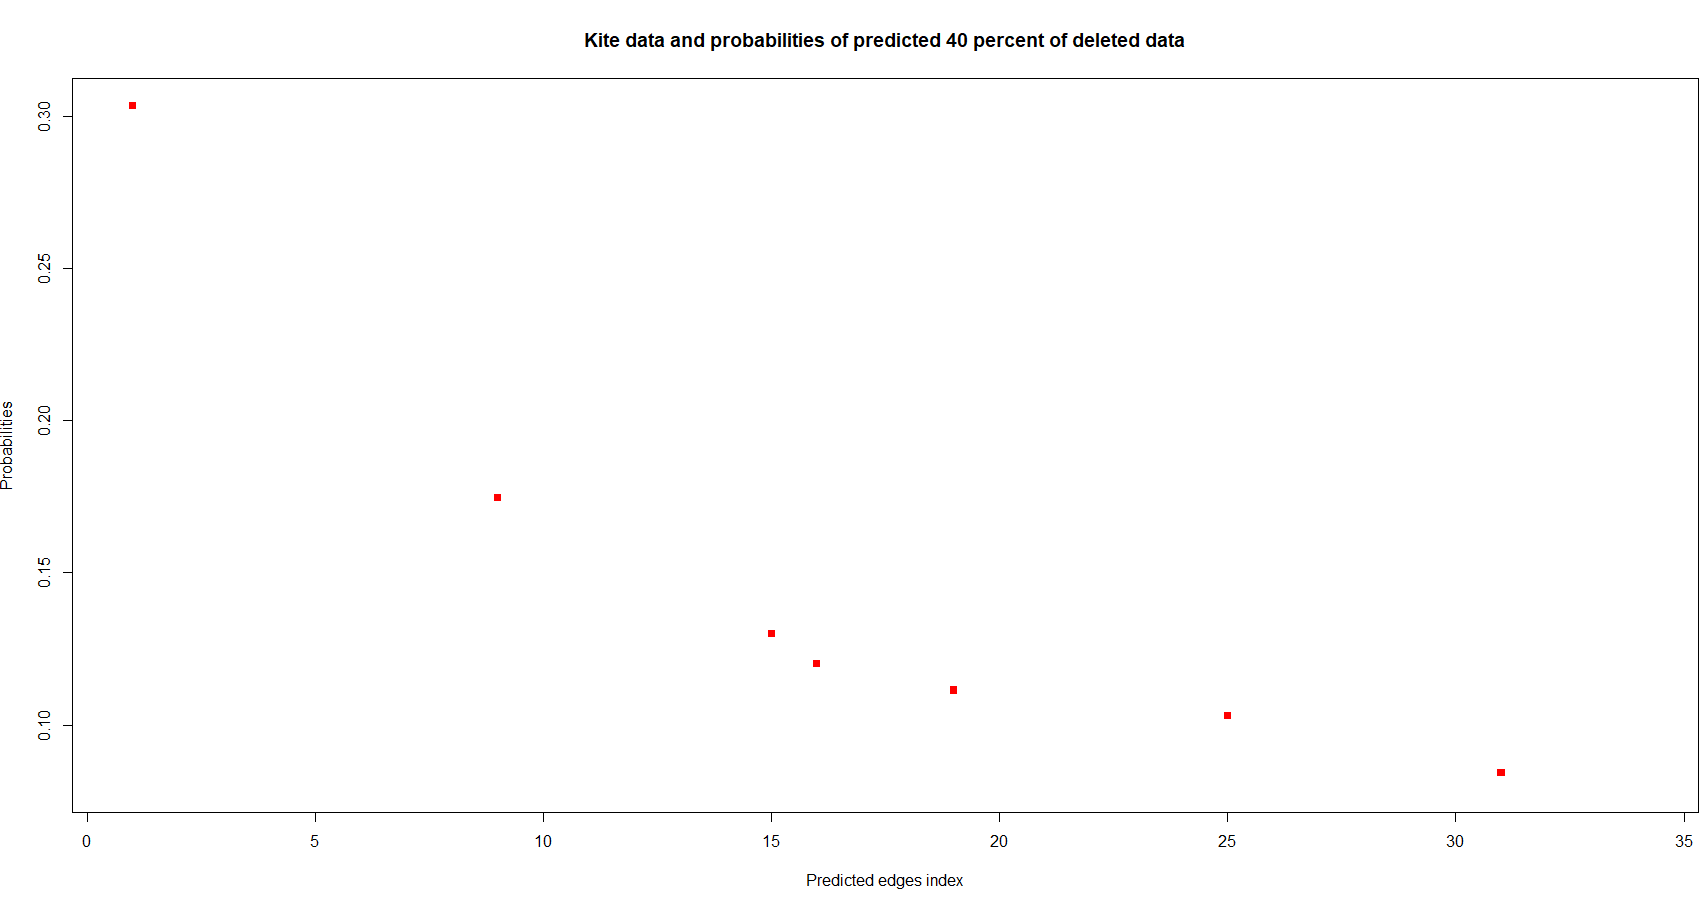 Kite data and probabilities of predicted 40 percent of deleted data
0.30
0.25
0.20
0.15
0.10
Probabilities
0 5 10 15 20 25 30 35
Predicted edges index